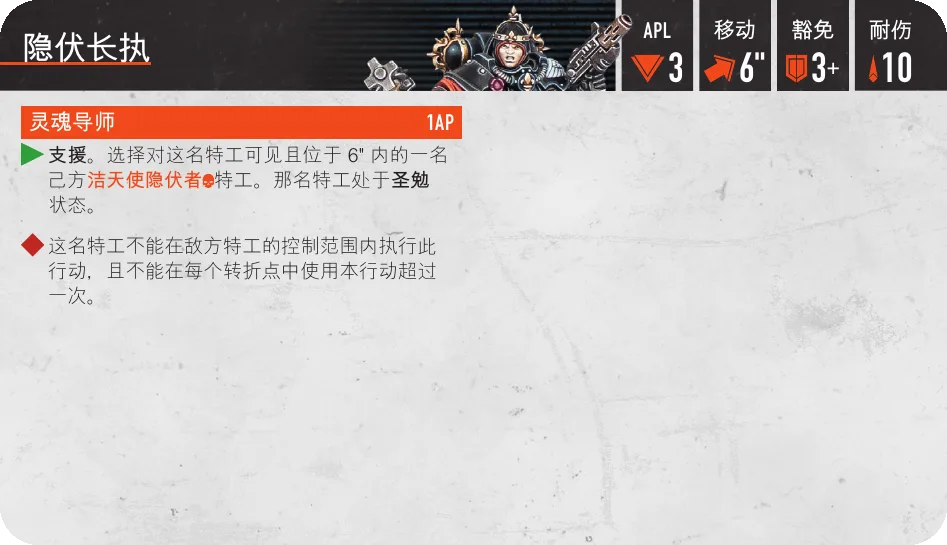 隐伏长执
APL 移动 豁免 耐伤
3 6" 3+ 10
灵魂导师 1AP
支援。选择对这名特工可见且位于 6" 内的一名
己方洁天使隐伏者特工。那名特工处于圣勉
状态。
这名特工不能在敌方特工的控制范围内执行此
行动，且不能在每个转折点中使用本行动超过
一次。